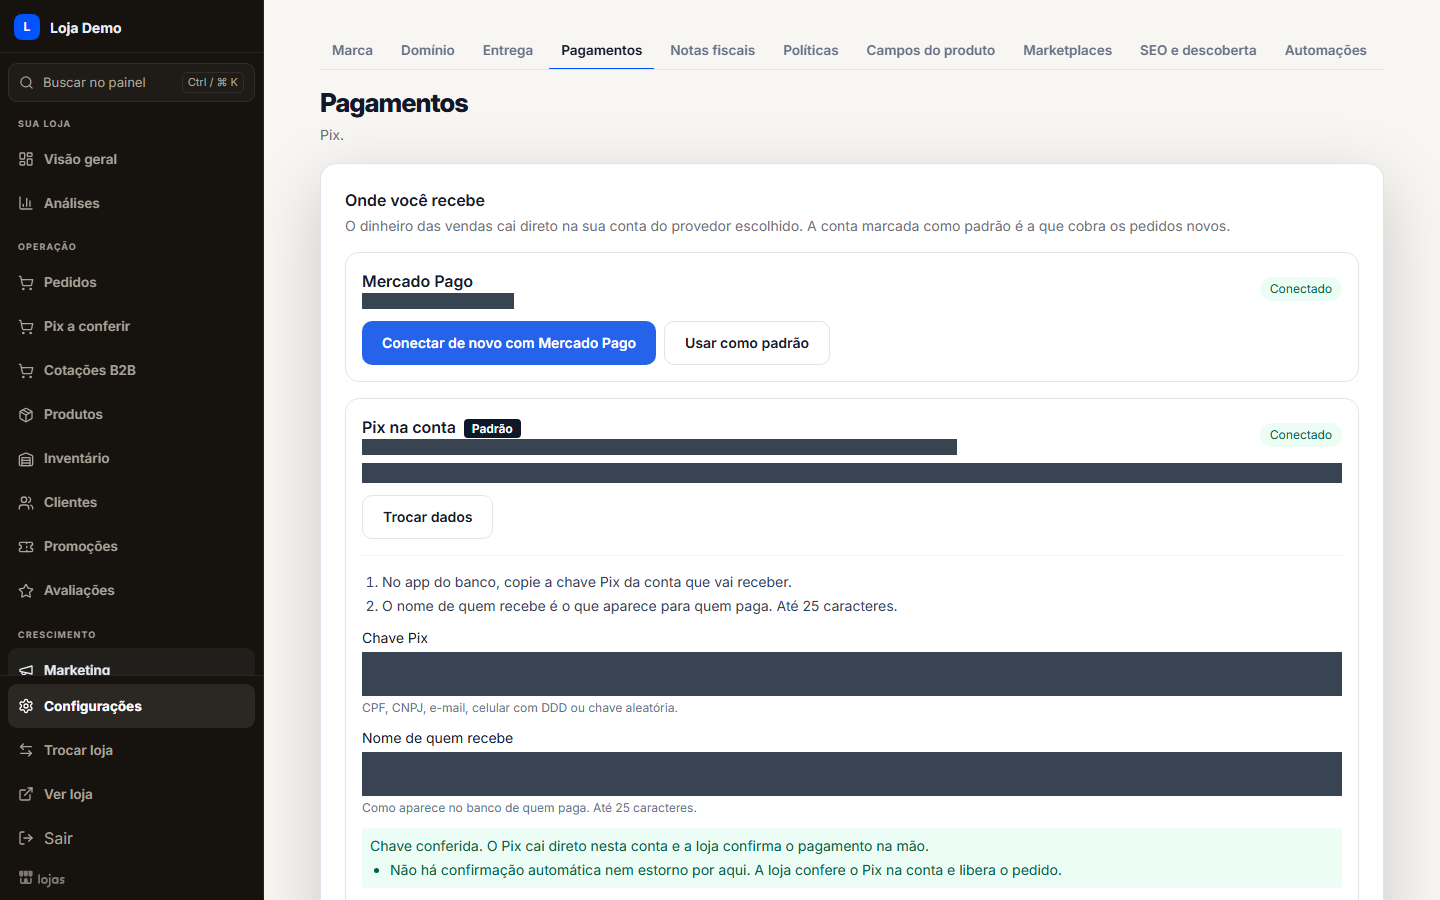 L Loja Demo
Buscar no painel Ctrl / ⌘ K
SUA LOJA
Visão geral
Análises
OPERAÇÃO
Pedidos
Pix a conferir
Cotações B2B
Produtos
Inventário
Clientes
Promoções
Avaliações
CRESCIMENTO
Marketing
Configurações
Trocar loja
Ver loja
Sair
lojas
Marca Domínio Entrega Pagamentos Notas fiscais Políticas Campos do produto Marketplaces SEO e descoberta Automações
Pagamentos
Pix.
Onde você recebe
O dinheiro das vendas cai direto na sua conta do provedor escolhido. A conta marcada como padrão é a que cobra os pedidos novos.
Mercado Pago
Conectado
Conectar de novo com Mercado Pago Usar como padrão
Pix na conta Padrão
Conectado
Trocar dados
1. No app do banco, copie a chave Pix da conta que vai receber.
2. O nome de quem recebe é o que aparece para quem paga. Até 25 caracteres.
Chave Pix
CPF, CNPJ, e-mail, celular com DDD ou chave aleatória.
Nome de quem recebe
Como aparece no banco de quem paga. Até 25 caracteres.
Chave conferida. O Pix cai direto nesta conta e a loja confirma o pagamento na mão.
• Não há confirmação automática nem estorno por aqui. A loja confere o Pix na conta e libera o pedido.